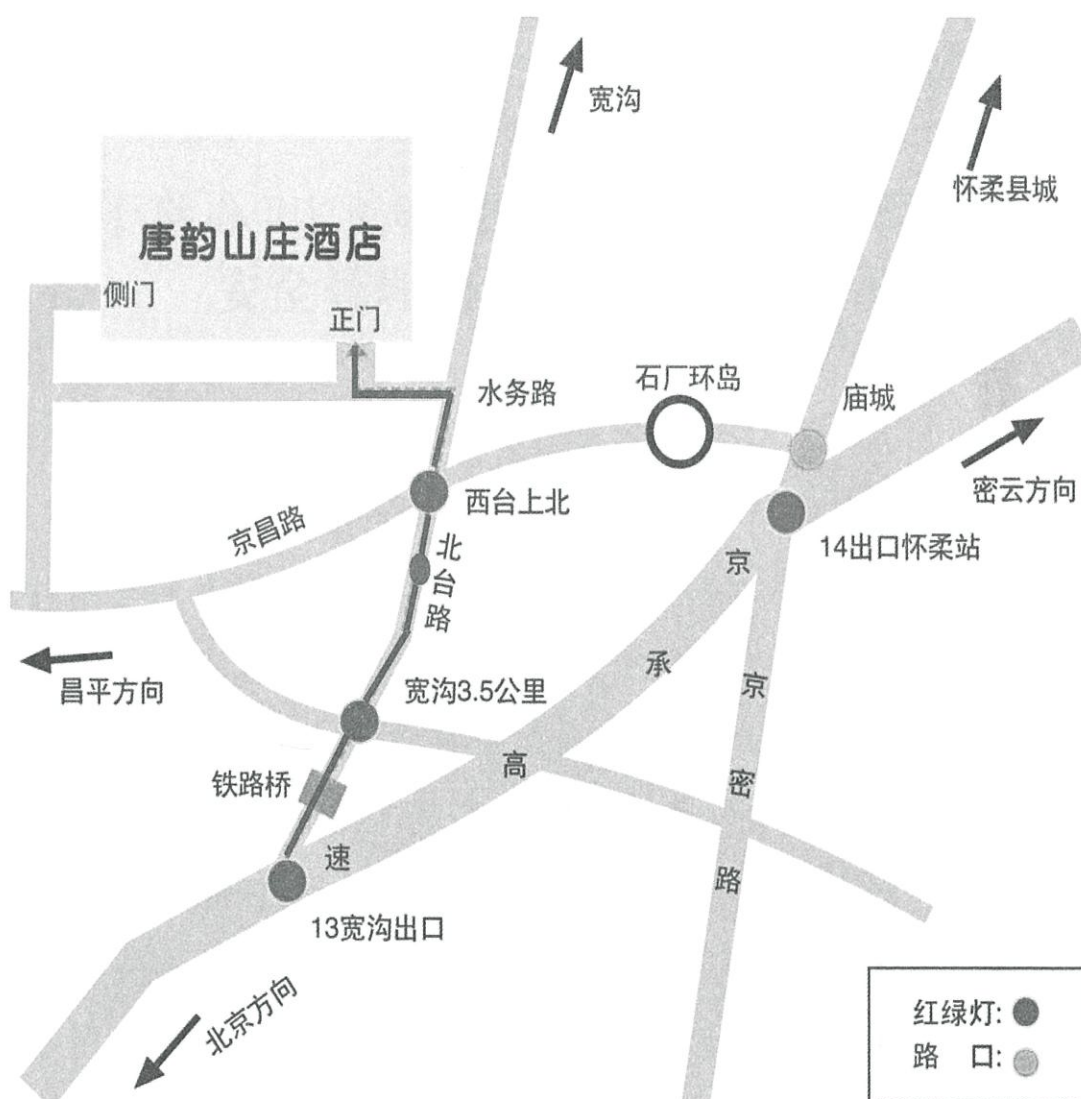 宽沟
怀柔县城
唐韵山庄酒店
侧门
正门
水务路
石厂环岛
庙城
密云方向
西台上北
京昌路
北台路
14出口怀柔站
京承高速
京密路
昌平方向
宽沟3.5公里
铁路桥
13宽沟出口
北京方向
红绿灯:
路 口: